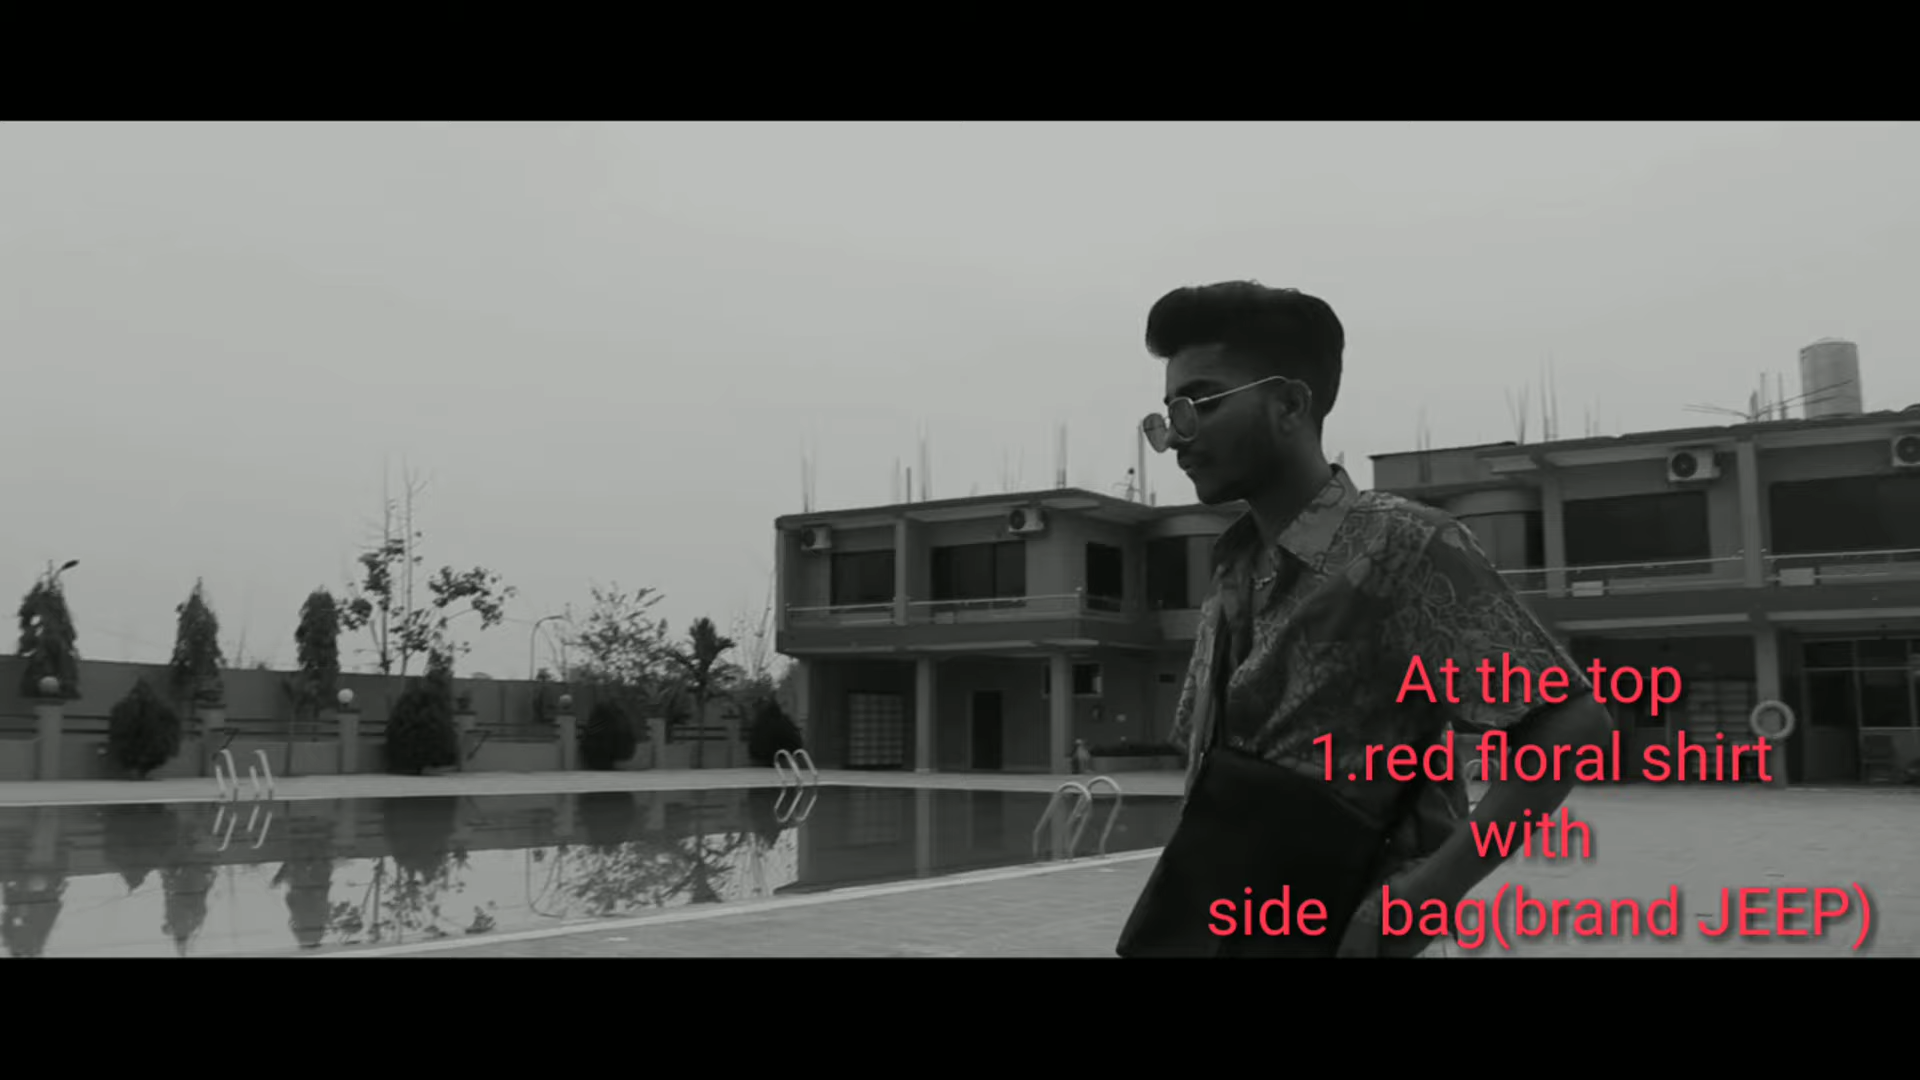 At the top
1.red floral shirt
with
side bag(brand JEEP)